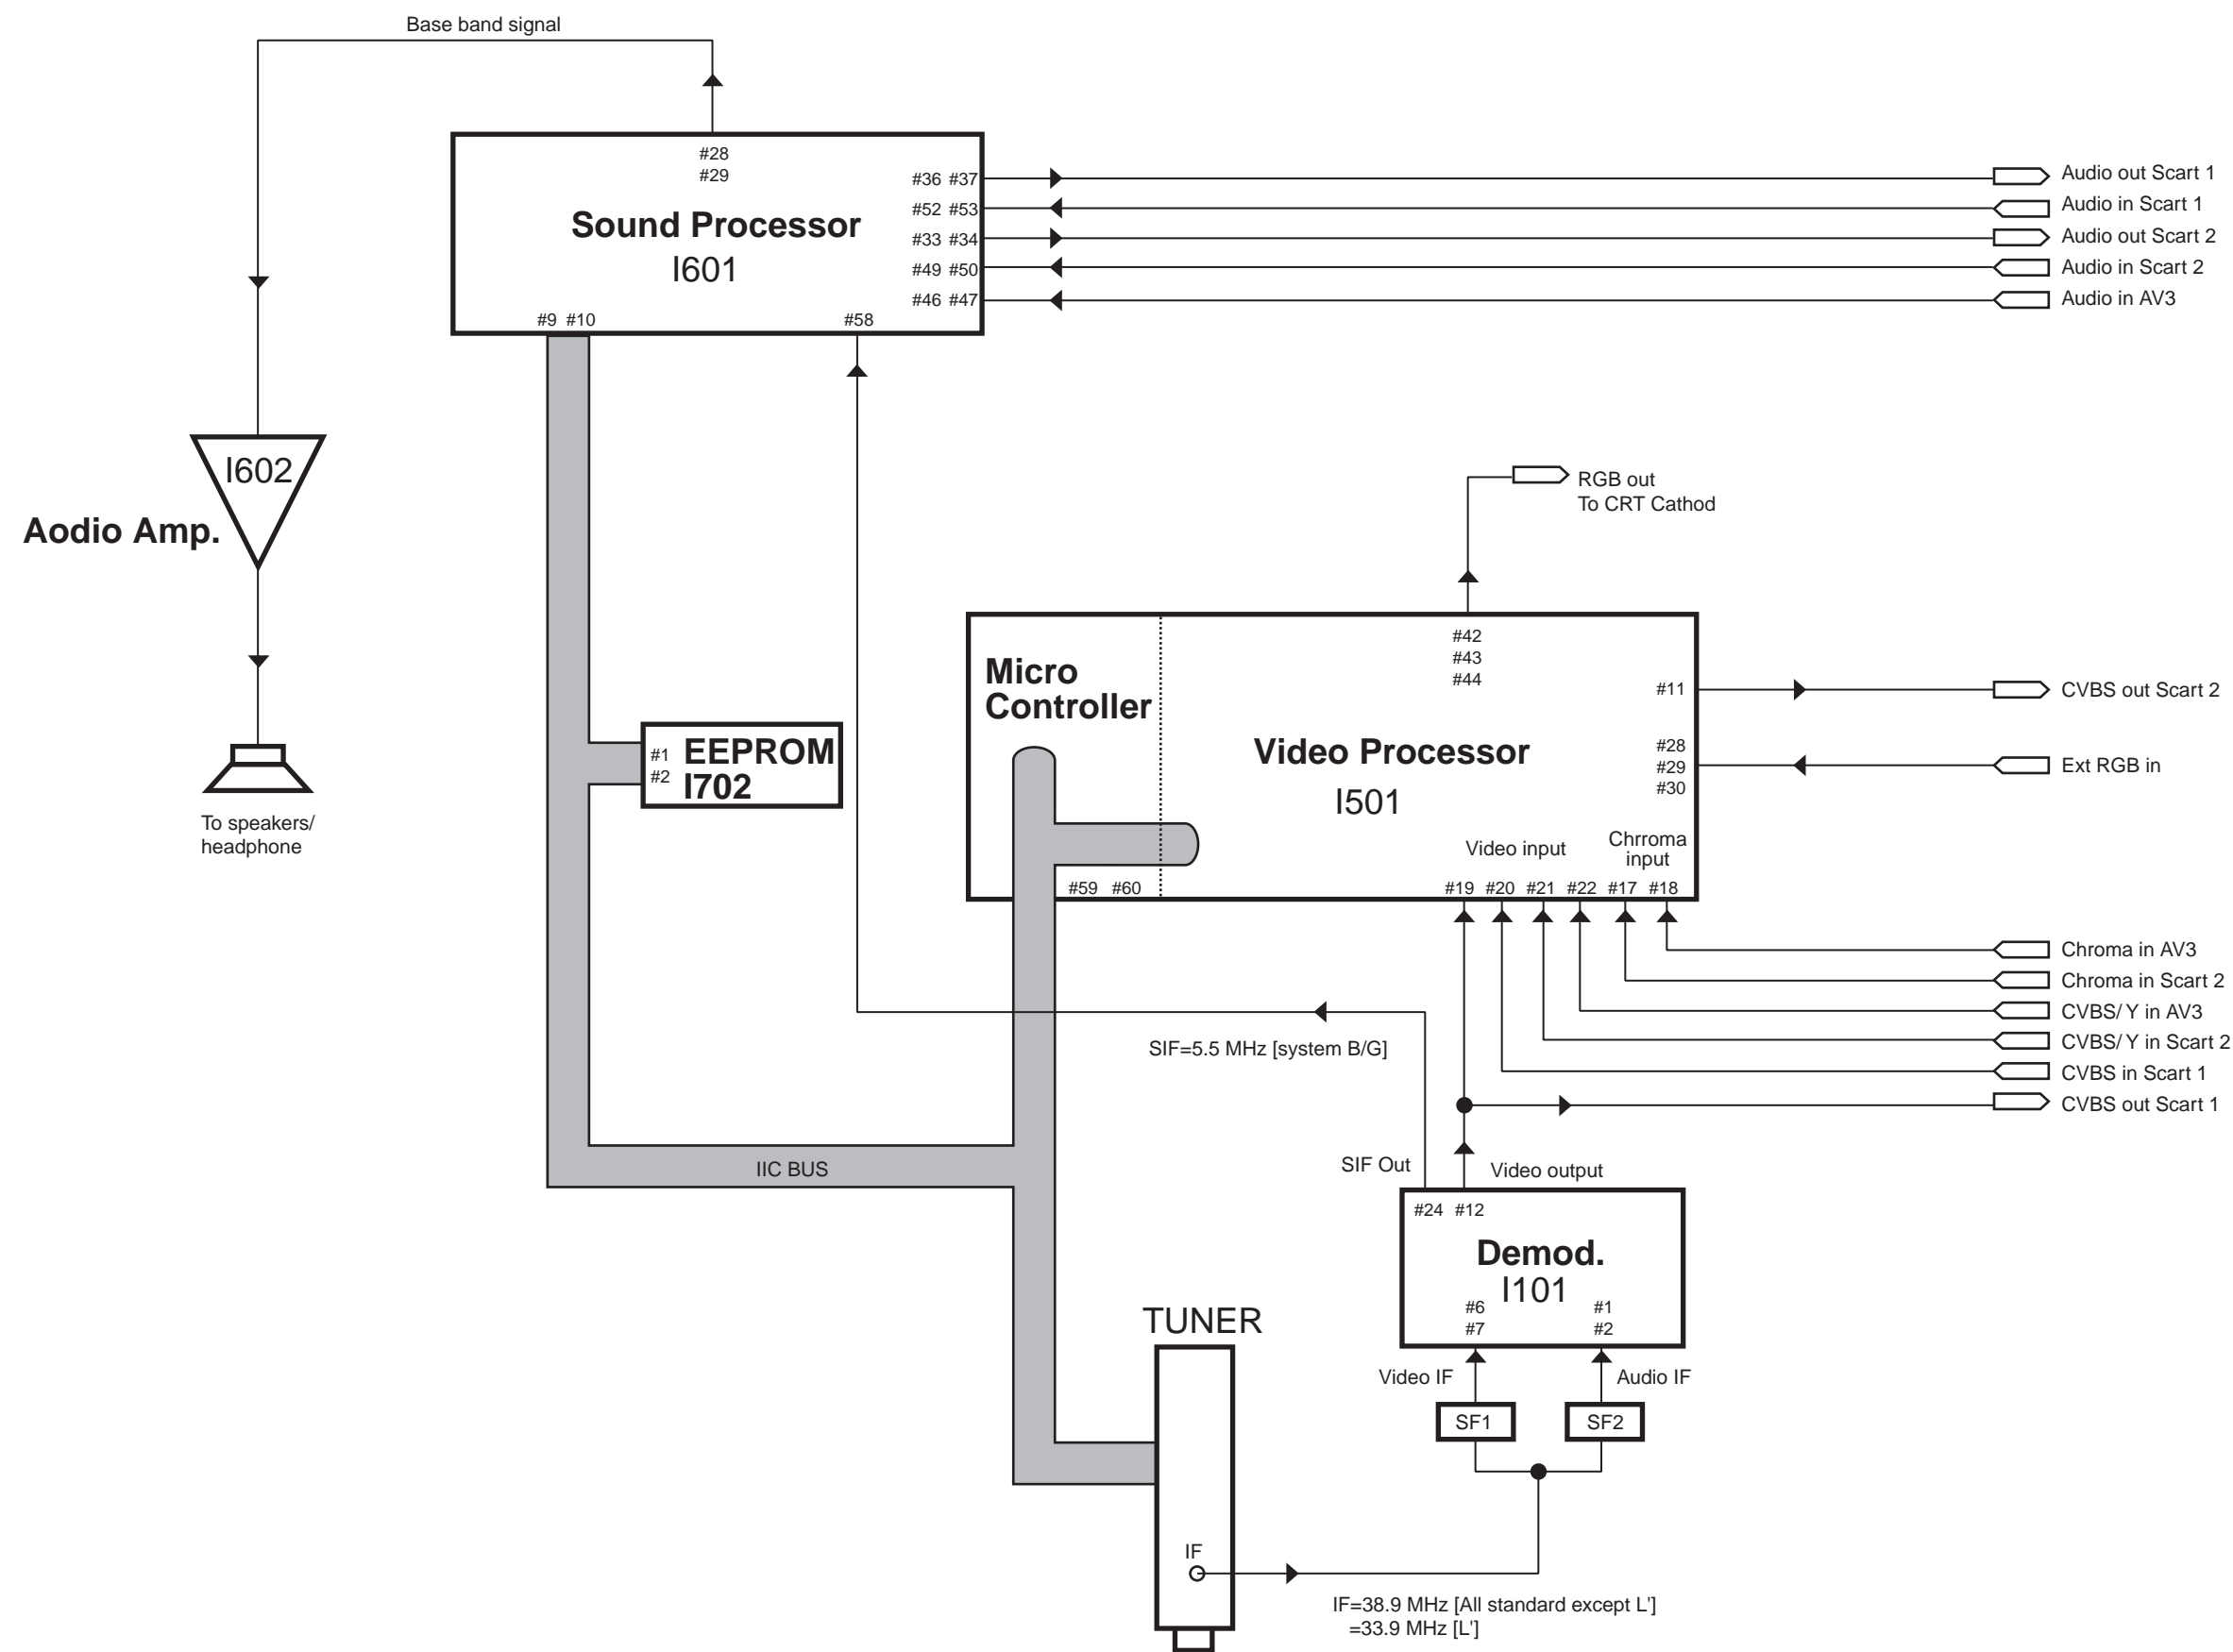 Base band signal
#28
#29
Sound Processor
I601
#36 #37
#52 #53
#33 #34
#49 #50
#46 #47
#9 #10
#58
Audio out Scart 1
Audio in Scart 1
Audio out Scart 2
Audio in Scart 2
Audio in AV3
I602
Aodio Amp.
To speakers/
headphone
RGB out
To CRT Cathod
Micro
Controller
#42
#43
#44
#11
Video Processor
I501
#28
#29
#30
Video input
Chrroma
input
#59 #60
#19 #20 #21 #22 #17 #18
CVBS out Scart 2
Ext RGB in
#1
#2
EEPROM
I702
Chroma in AV3
Chroma in Scart 2
CVBS/ Y in AV3
CVBS/ Y in Scart 2
CVBS in Scart 1
CVBS out Scart 1
SIF=5.5 MHz [system B/G]
IIC BUS
SIF Out
Video output
#24 #12
Demod.
I101
#6
#7
#1
#2
Video IF
Audio IF
SF1
SF2
TUNER
IF
IF=38.9 MHz [All standard except L']
=33.9 MHz [L']